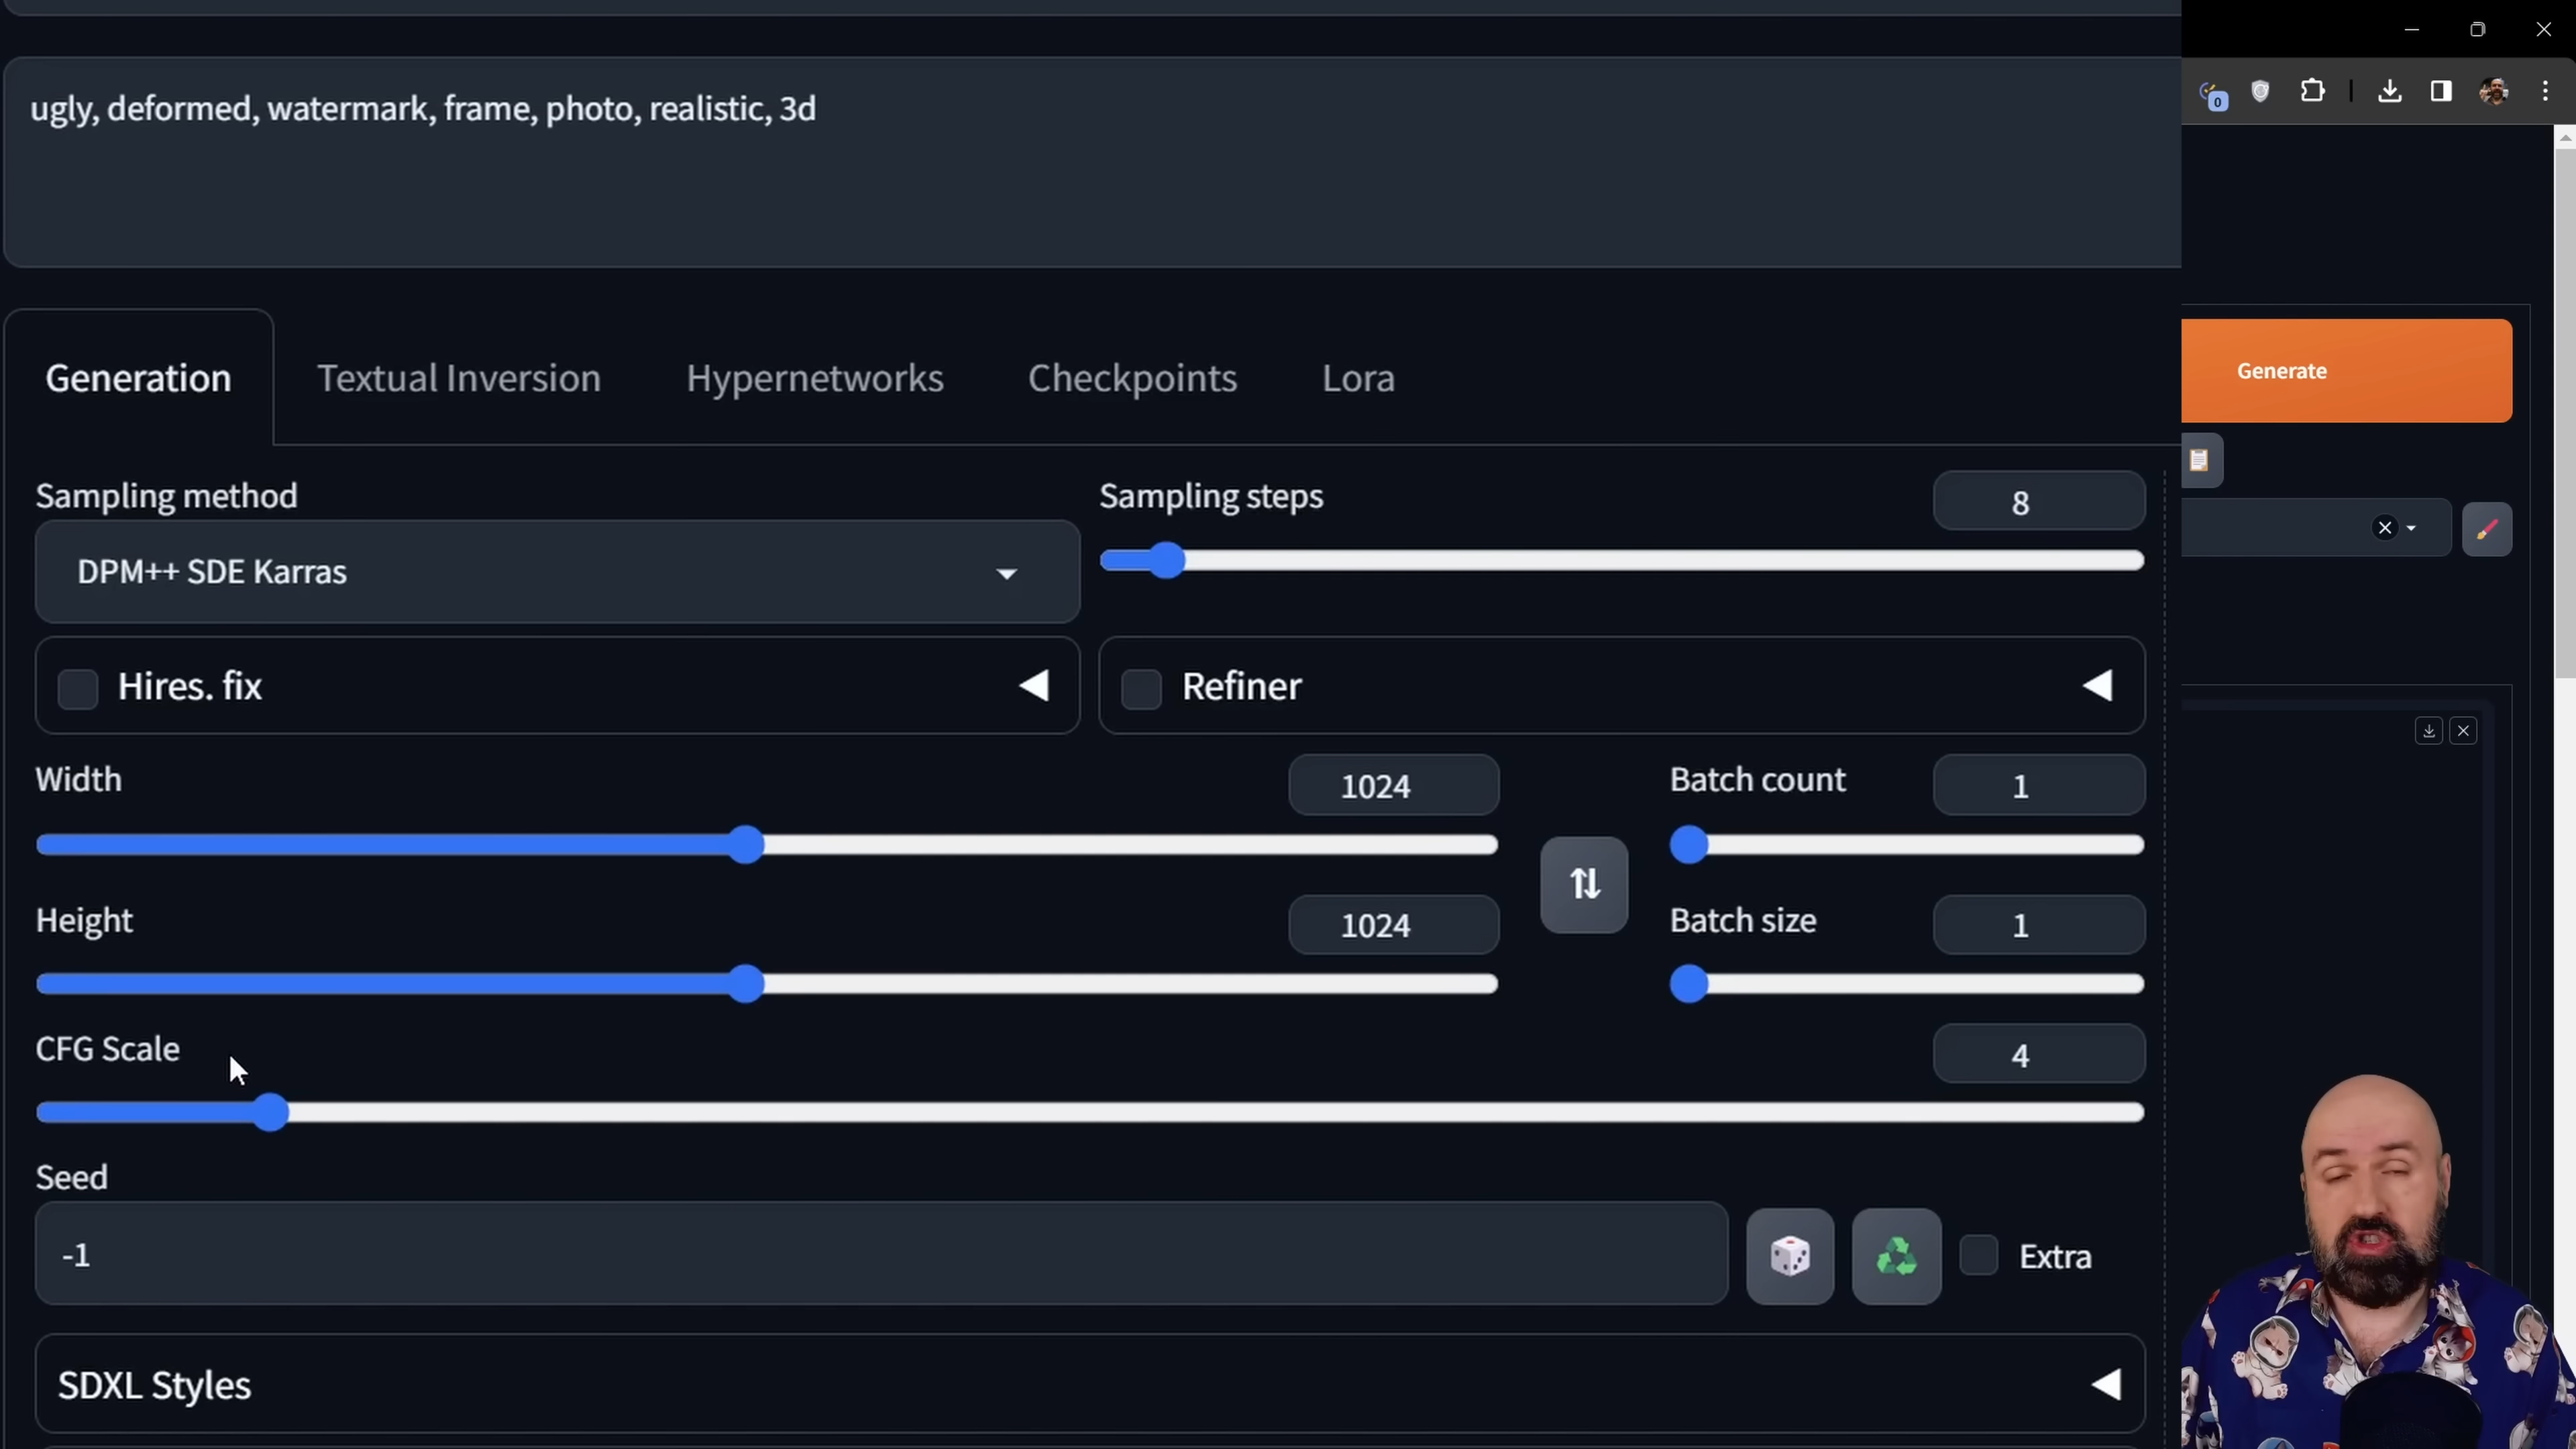 0
ugly, deformed, watermark, frame, photo, realistic, 3d
Generate
Generation
Textual Inversion
Hypernetworks
Checkpoints
Lora
Sampling method
Sampling steps
8
DPM++ SDE Karras
Hires. fix
Refiner
Width
1024
Batch count
1
Height
1024
Batch size
1
CFG Scale
4
Seed
-1
Extra
SDXL Styles